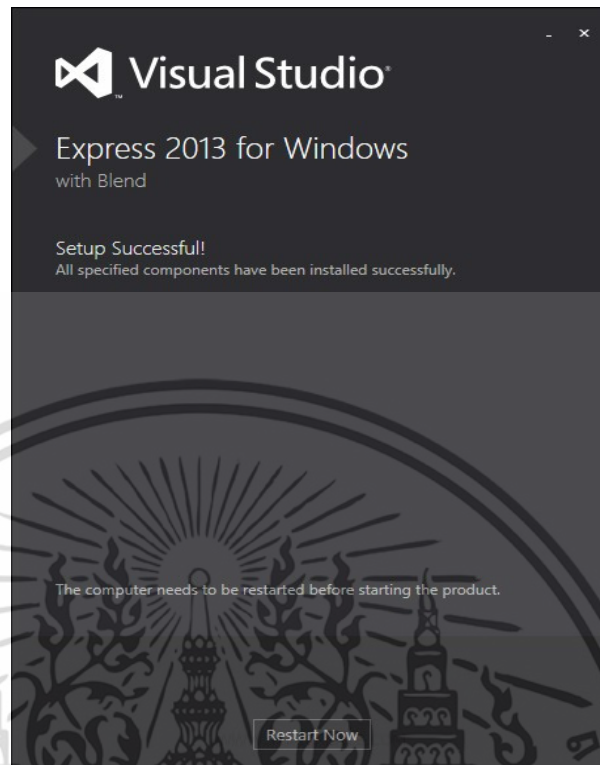 Visual Studio
Express 2013 for Windows
with Blend
Setup Successful!
All specified components have been installed successfully.
The computer needs to be restarted before starting the product.
Restart Now